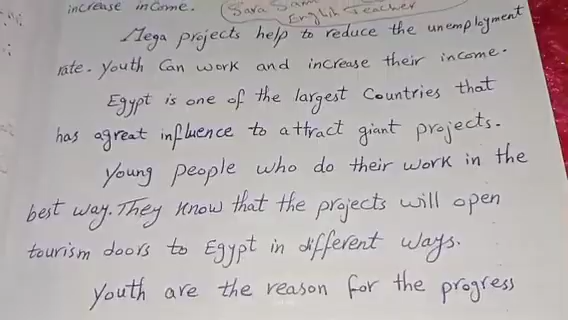 increase income.
Sara
English Teacher
Mega projects help to reduce the unemployment
rate. Youth Can work and increase their income.
Egypt is one of the largest Countries that
has agreat influence to attract giant projects.
Young people who do their work in the
best way. They know that the projects will open
tourism doors to Egypt in different ways.
Youth are the reason for the progress